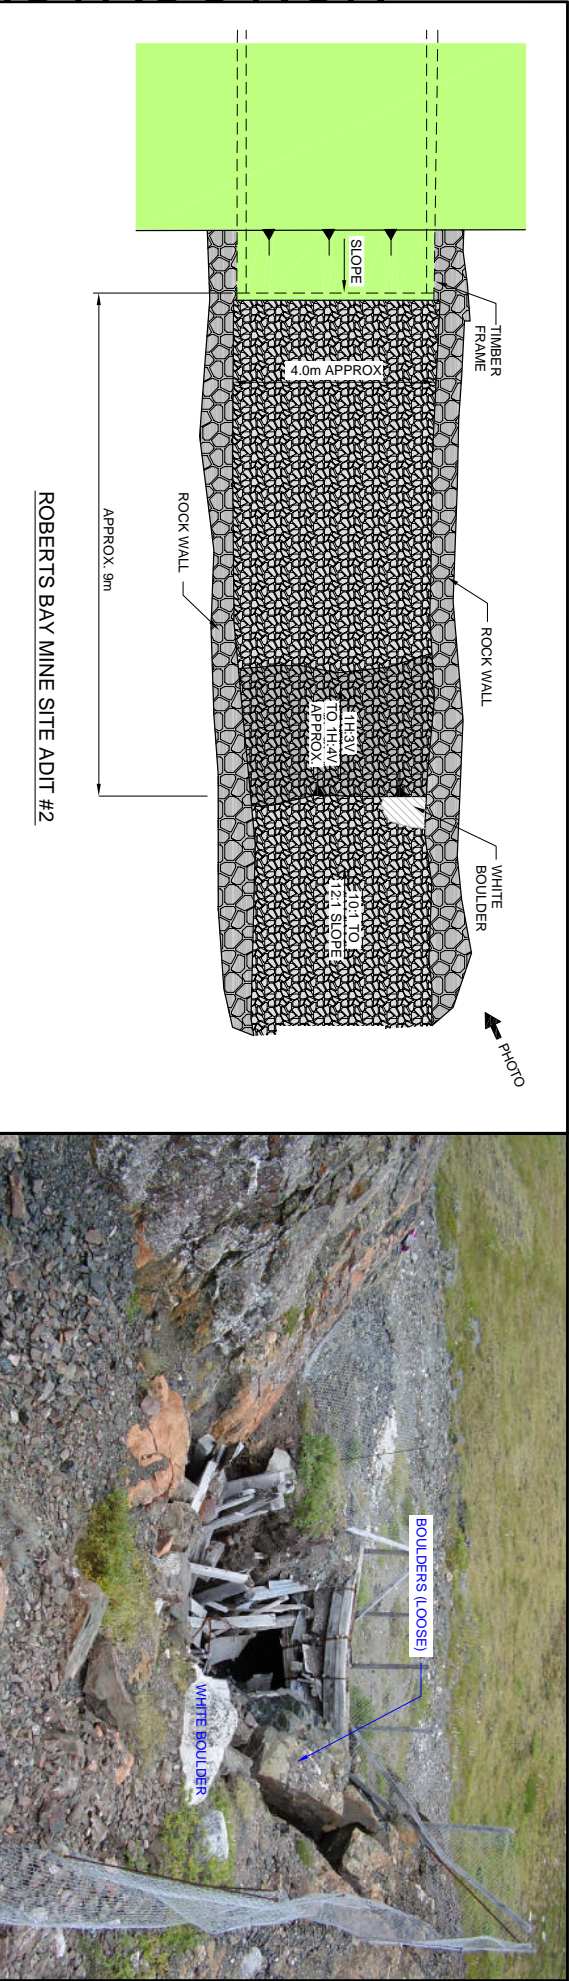 SLOPE
TIMBER
FRAME
4.0m APPROX
ROCK WALL
ROCK WALL
APPROX. 9m
1H:3V
TO 1H:4V
APPROX.
WHITE
BOULDER
10:1 TO
12:1 SLOPE
PHOTO
ROBERTS BAY MINE SITE ADIT #2
BOULDERS (LOOSE)
WHITE BOULDER